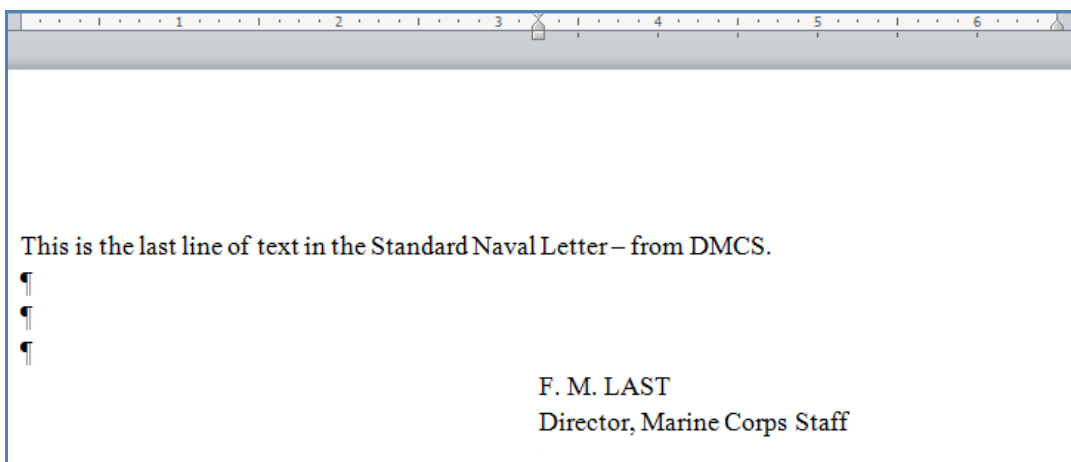 1 2 3 4 5 6
This is the last line of text in the Standard Naval Letter – from DMCS.
¶
¶
¶
F. M. LAST
Director, Marine Corps Staff